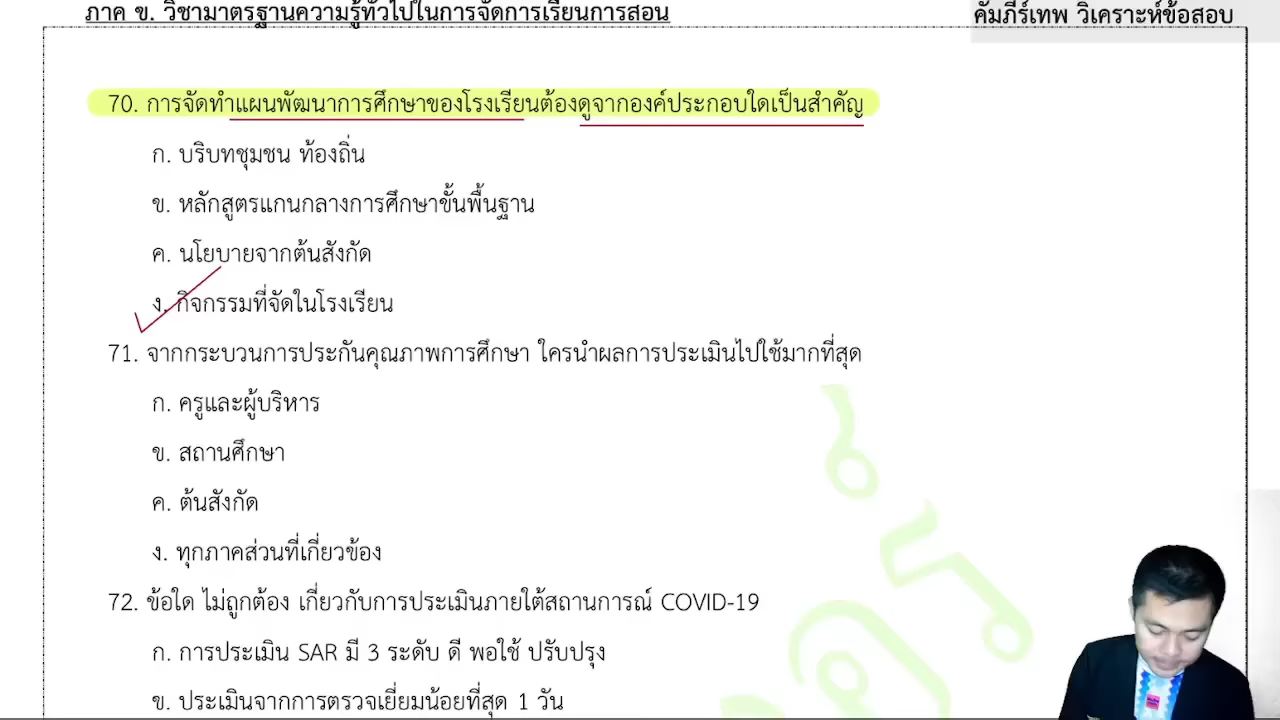 ภาค ข. วิชามาตรฐานความรู้ทั่วไปในการจัดการเรียนการสอน
คัมภีร์เทพ วิเคราะห์ข้อสอบ
70. การจัดทำแผนพัฒนาการศึกษาของโรงเรียนต้องดูจากองค์ประกอบใดเป็นสำคัญ
ก. บริบทชุมชน ท้องถิ่น
ข. หลักสูตรแกนกลางการศึกษาขั้นพื้นฐาน
ค. นโยบายจากต้นสังกัด
ง. กิจกรรมที่จัดในโรงเรียน
71. จากกระบวนการประกันคุณภาพการศึกษา ใครนำผลการประเมินไปใช้มากที่สุด
ก. ครูและผู้บริหาร
ข. สถานศึกษา
ค. ต้นสังกัด
ง. ทุกภาคส่วนที่เกี่ยวข้อง
72. ข้อใด ไม่ถูกต้อง เกี่ยวกับการประเมินภายใต้สถานการณ์ COVID-19
ก. การประเมิน SAR มี 3 ระดับ ดี พอใช้ ปรับปรุง
ข. ประเมินจากการตรวจเยี่ยมน้อยที่สุด 1 วัน